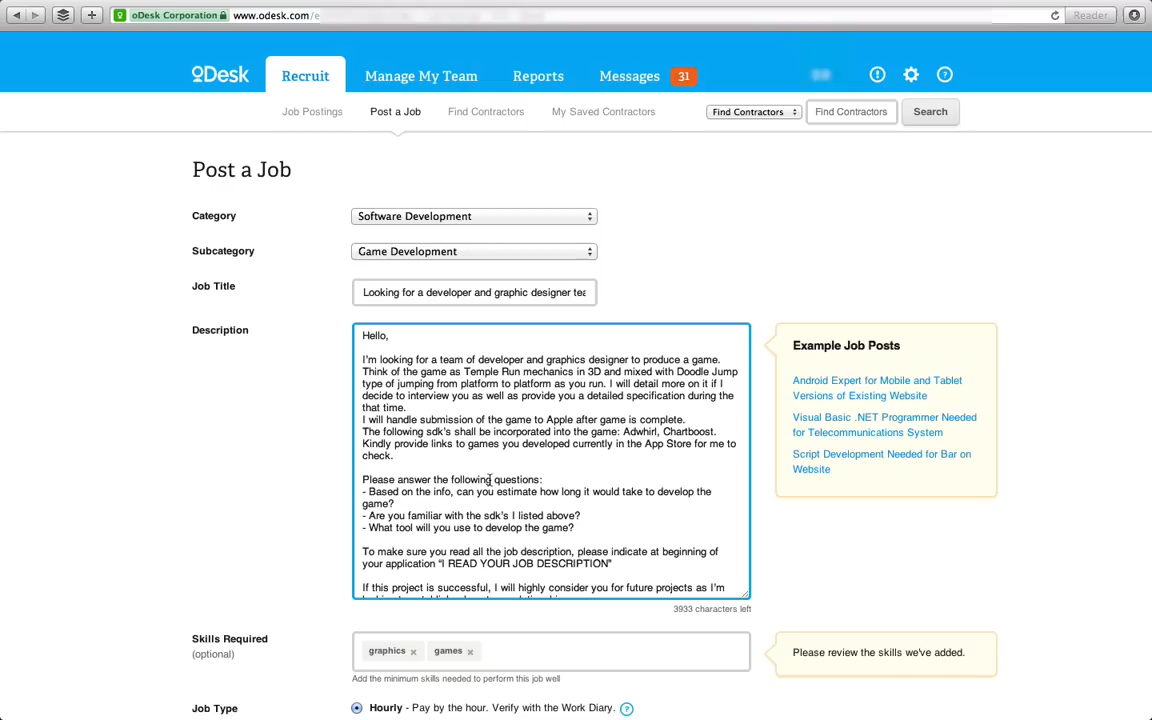 oDesk Corporation www.odesk.com/e Reader
oDesk Recruit Manage My Team Reports Messages 31
Job Postings Post a Job Find Contractors My Saved Contractors Find Contractors Find Contractors Search
Post a Job
Category Software Development
Subcategory Game Development
Job Title Looking for a developer and graphic designer tea
Description
Hello,
I'm looking for a team of developer and graphics designer to produce a game.
Think of the game as Temple Run mechanics in 3D and mixed with Doodle Jump
type of jumping from platform to platform as you run. I will detail more on it if I
decide to interview you as well as provide you a detailed specification during the
that time.
I will handle submission of the game to Apple after game is complete.
The following sdk's shall be incorporated into the game: Adwhirl, Chartboost.
Kindly provide links to games you developed currently in the App Store for me to
check.
Please answer the following questions:
- Based on the info, can you estimate how long it would take to develop the
game?
- Are you familiar with the sdk's I listed above?
- What tool will you use to develop the game?
To make sure you read all the job description, please indicate at beginning of
your application “I READ YOUR JOB DESCRIPTION”
If this project is successful, I will highly consider you for future projects as I'm
3933 characters left
Example Job Posts
Android Expert for Mobile and Tablet
Versions of Existing Website
Visual Basic .NET Programmer Needed
for Telecommunications System
Script Development Needed for Bar on
Website
Skills Required
(optional)
graphics x games x
Add the minimum skills needed to perform this job well
Please review the skills we've added.
Job Type Hourly - Pay by the hour. Verify with the Work Diary. ?